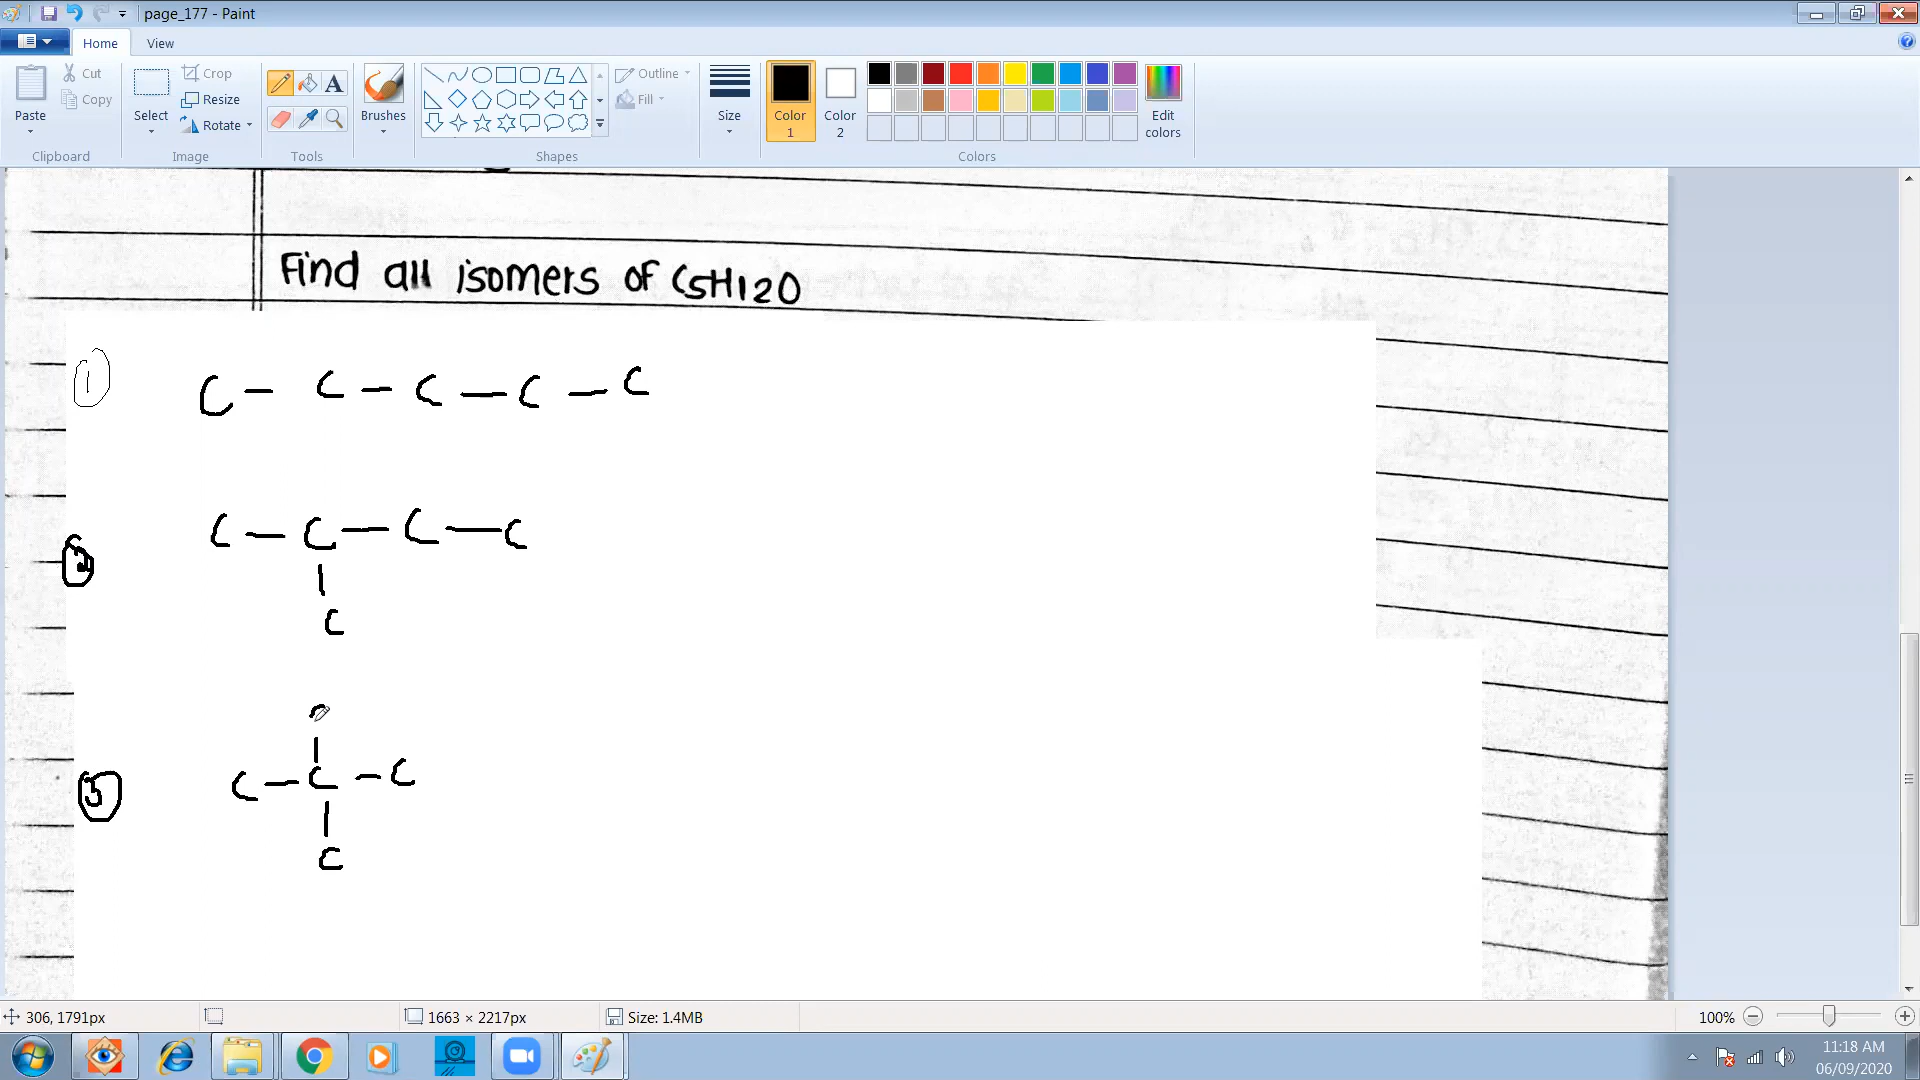 page_177 - Paint
Home View
Cut
Copy
Paste
Clipboard
Crop
Resize
Rotate
Select
Image
Tools
Brushes
Shapes
Outline
Fill
Size
Color 1
Color 2
Edit colors
Colors
Find all isomers of C5H12O
1
C - C - C - C - C
2
C - C - C - C
|
C
3
|
C - C - C
|
C
306, 1791px
1663 × 2217px
Size: 1.4MB
100%
11:18 AM
06/09/2020